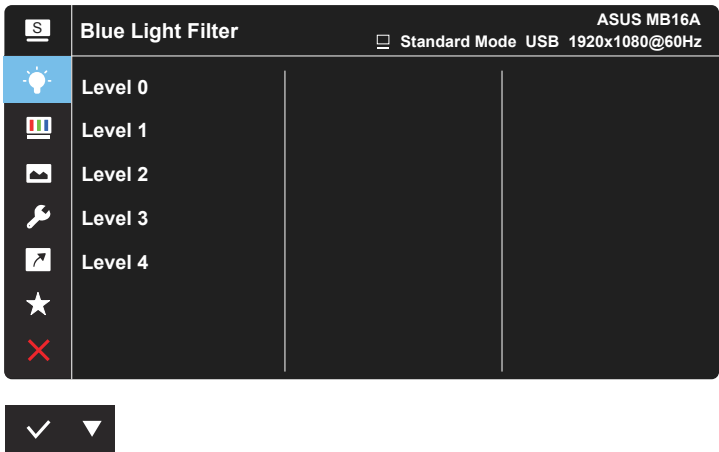 S
Blue Light Filter
ASUS MB16A
Standard Mode USB 1920x1080@60Hz
Level 0
Level 1
Level 2
Level 3
Level 4